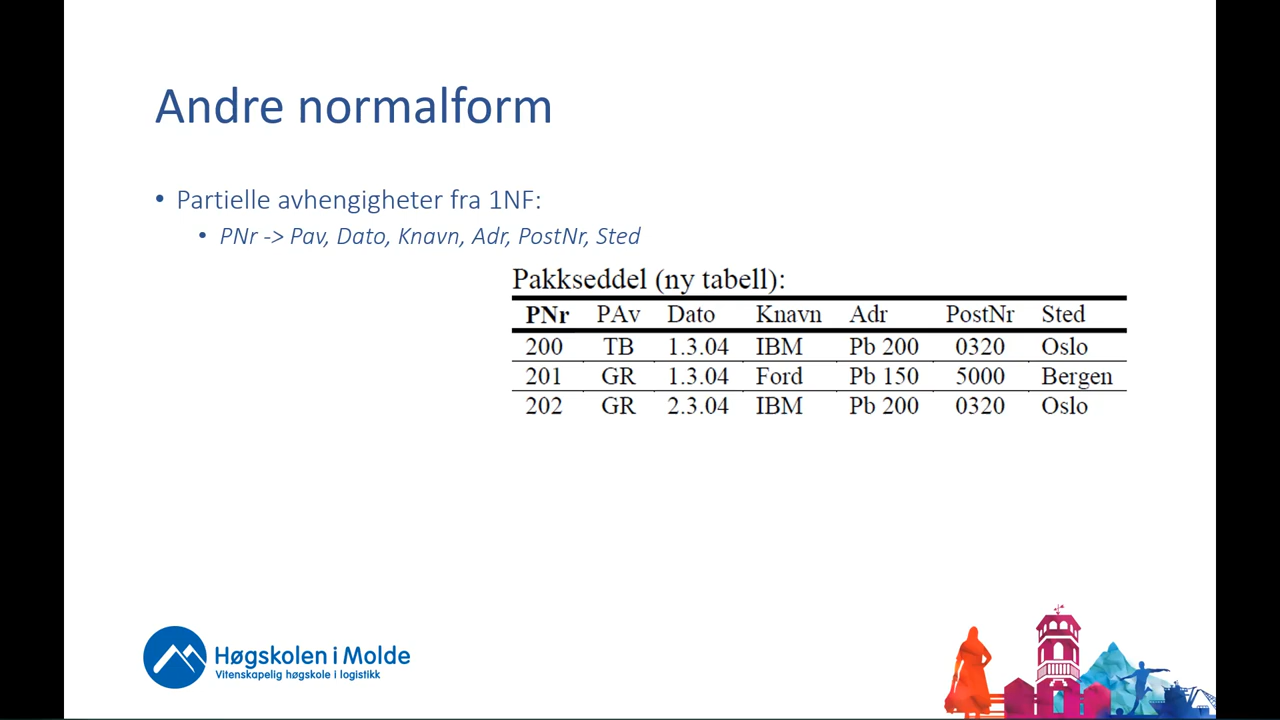 Andre normalform
• Partielle avhengigheter fra 1NF:
• PNr -> Pav, Dato, Knavn, Adr, PostNr, Sted
Pakkseddel (ny tabell):
PNr PAv Dato Knavn Adr PostNr Sted
200 TB 1.3.04 IBM Pb 200 0320 Oslo
201 GR 1.3.04 Ford Pb 150 5000 Bergen
202 GR 2.3.04 IBM Pb 200 0320 Oslo
Høgskolen i Molde
Vitenskapelig høgskole i logistikk